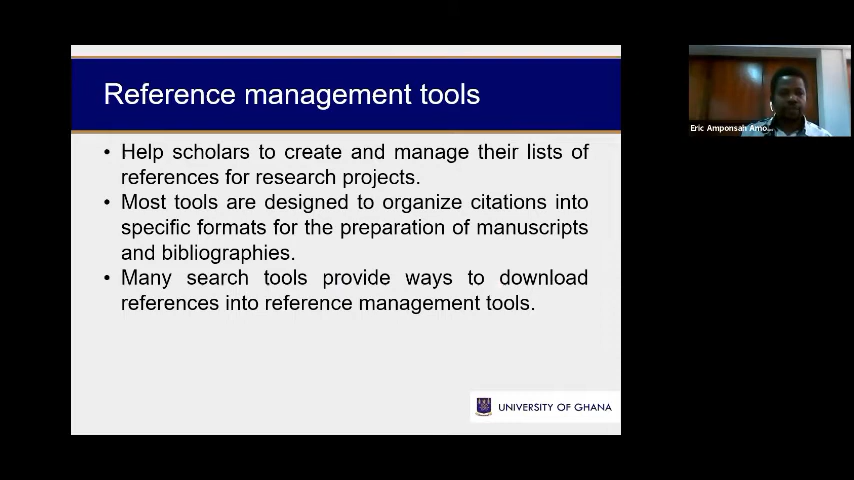 Reference management tools
• Help scholars to create and manage their lists of
references for research projects.
• Most tools are designed to organize citations into
specific formats for the preparation of manuscripts
and bibliographies.
• Many search tools provide ways to download
references into reference management tools.
UNIVERSITY OF GHANA
Eric Amponsah Amo...